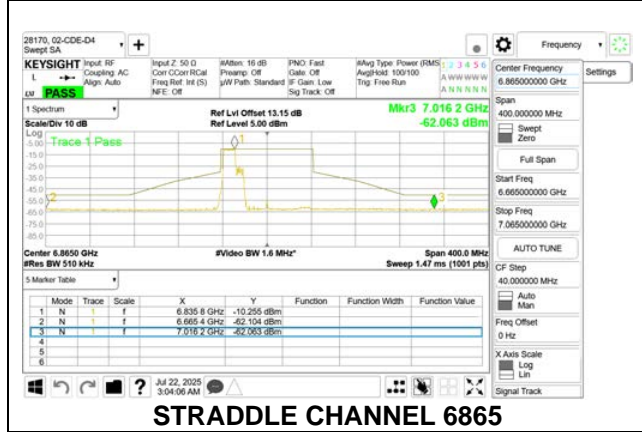 28170, 02-CDE-D4
Swept SA
Frequency
KEYSIGHT
Input: RF
Coupling: AC
Align: Auto
Input Z: 50 Ω
Corr CCorr RCal
Freq Ref: Int (S)
NFE: Off
#Atten: 16 dB
Preamp: Off
µW Path: Standard
PNO: Fast
Gate: Off
IF Gain: Low
Sig Track: Off
#Avg Type: Power (RMS
Avg|Hold: 100/100
Trig: Free Run
1 2 3 4 5 6
A W W W W W
A N N N N N
L
LM PASS
1 Spectrum
Scale/Div 10 dB
Ref Lvl Offset 13.15 dB
Ref Level 5.00 dBm
Mkr3 7.016 2 GHz
-62.063 dBm
Log
Trace 1 Pass
-5.00
-15.0
-25.0
-35.0
-45.0
-55.0
-65.0
-75.0
-85.0
1
2
3
Center 6.8650 GHz
#Res BW 510 kHz
#Video BW 1.6 MHz*
Span 400.0 MHz
Sweep 1.47 ms (1001 pts)
5 Marker Table
Mode Trace Scale X Y Function Function Width Function Value
1 N 1 f 6.835 8 GHz -10.255 dBm
2 N 1 f 6.665 4 GHz -62.104 dBm
3 N 1 f 7.016 2 GHz -62.063 dBm
4
5
6
Jul 22, 2025
3:04:06 AM
Center Frequency
6.865000000 GHz
Settings
Span
400.000000 MHz
Swept
Zero
Full Span
Start Freq
6.665000000 GHz
Stop Freq
7.065000000 GHz
AUTO TUNE
CF Step
40.000000 MHz
Auto
Man
Freq Offset
0 Hz
X Axis Scale
Log
Lin
Signal Track
STRADDLE CHANNEL 6865